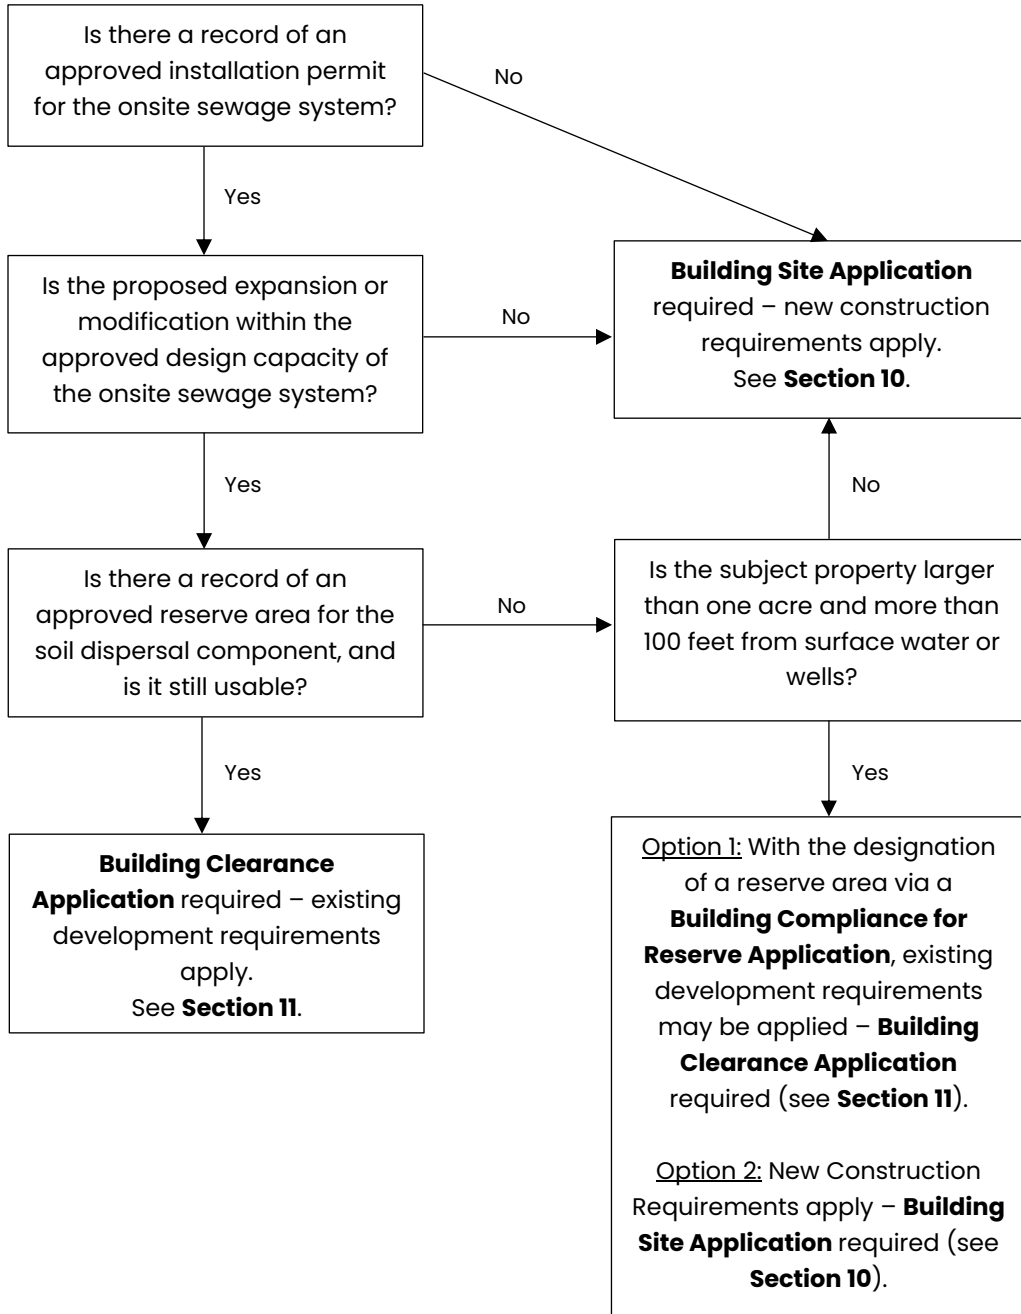 Is there a record of an
approved installation permit
for the onsite sewage system?
No
Yes
Is the proposed expansion or
modification within the
approved design capacity of
the onsite sewage system?
No
Building Site Application
required – new construction
requirements apply.
See Section 10.
Yes
No
Is there a record of an
approved reserve area for the
soil dispersal component, and
is it still usable?
No
Is the subject property larger
than one acre and more than
100 feet from surface water or
wells?
Yes
Yes
Building Clearance
Application required – existing
development requirements
apply.
See Section 11.
Option 1: With the designation
of a reserve area via a
Building Compliance for
Reserve Application, existing
development requirements
may be applied – Building
Clearance Application
required (see Section 11).
Option 2: New Construction
Requirements apply – Building
Site Application required (see
Section 10).